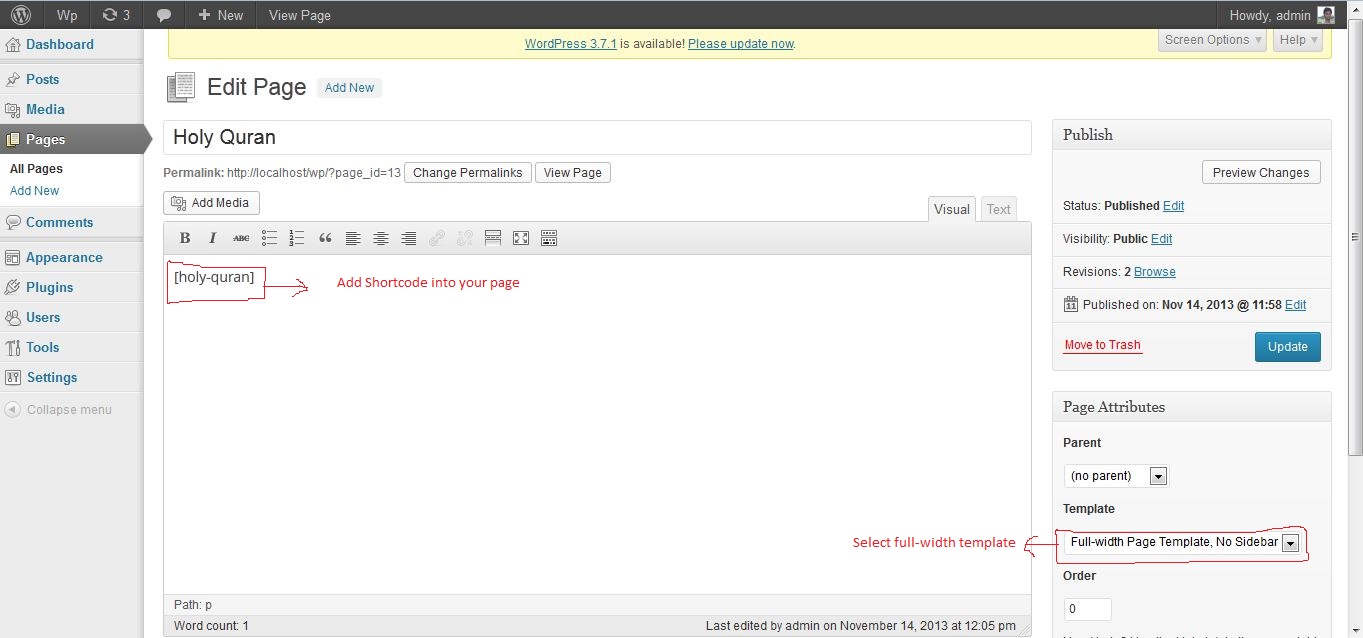 Wp 3 + New View Page Howdy, admin
WordPress 3.7.1 is available! Please update now.
Screen Options Help
Dashboard
Posts
Media
Pages
All Pages
Add New
Comments
Appearance
Plugins
Users
Tools
Settings
Collapse menu
Edit Page Add New
Holy Quran
Permalink: http://localhost/wp/?page_id=13 Change Permalinks View Page
Add Media
Visual Text
B I ABC
[holy-quran]
Add Shortcode into your page
Select full-width template
Path: p
Word count: 1
Last edited by admin on November 14, 2013 at 12:05 pm
Publish
Preview Changes
Status: Published Edit
Visibility: Public Edit
Revisions: 2 Browse
11 Published on: Nov 14, 2013 @ 11:58 Edit
Move to Trash Update
Page Attributes
Parent
(no parent)
Template
Full-width Page Template, No Sidebar
Order
0